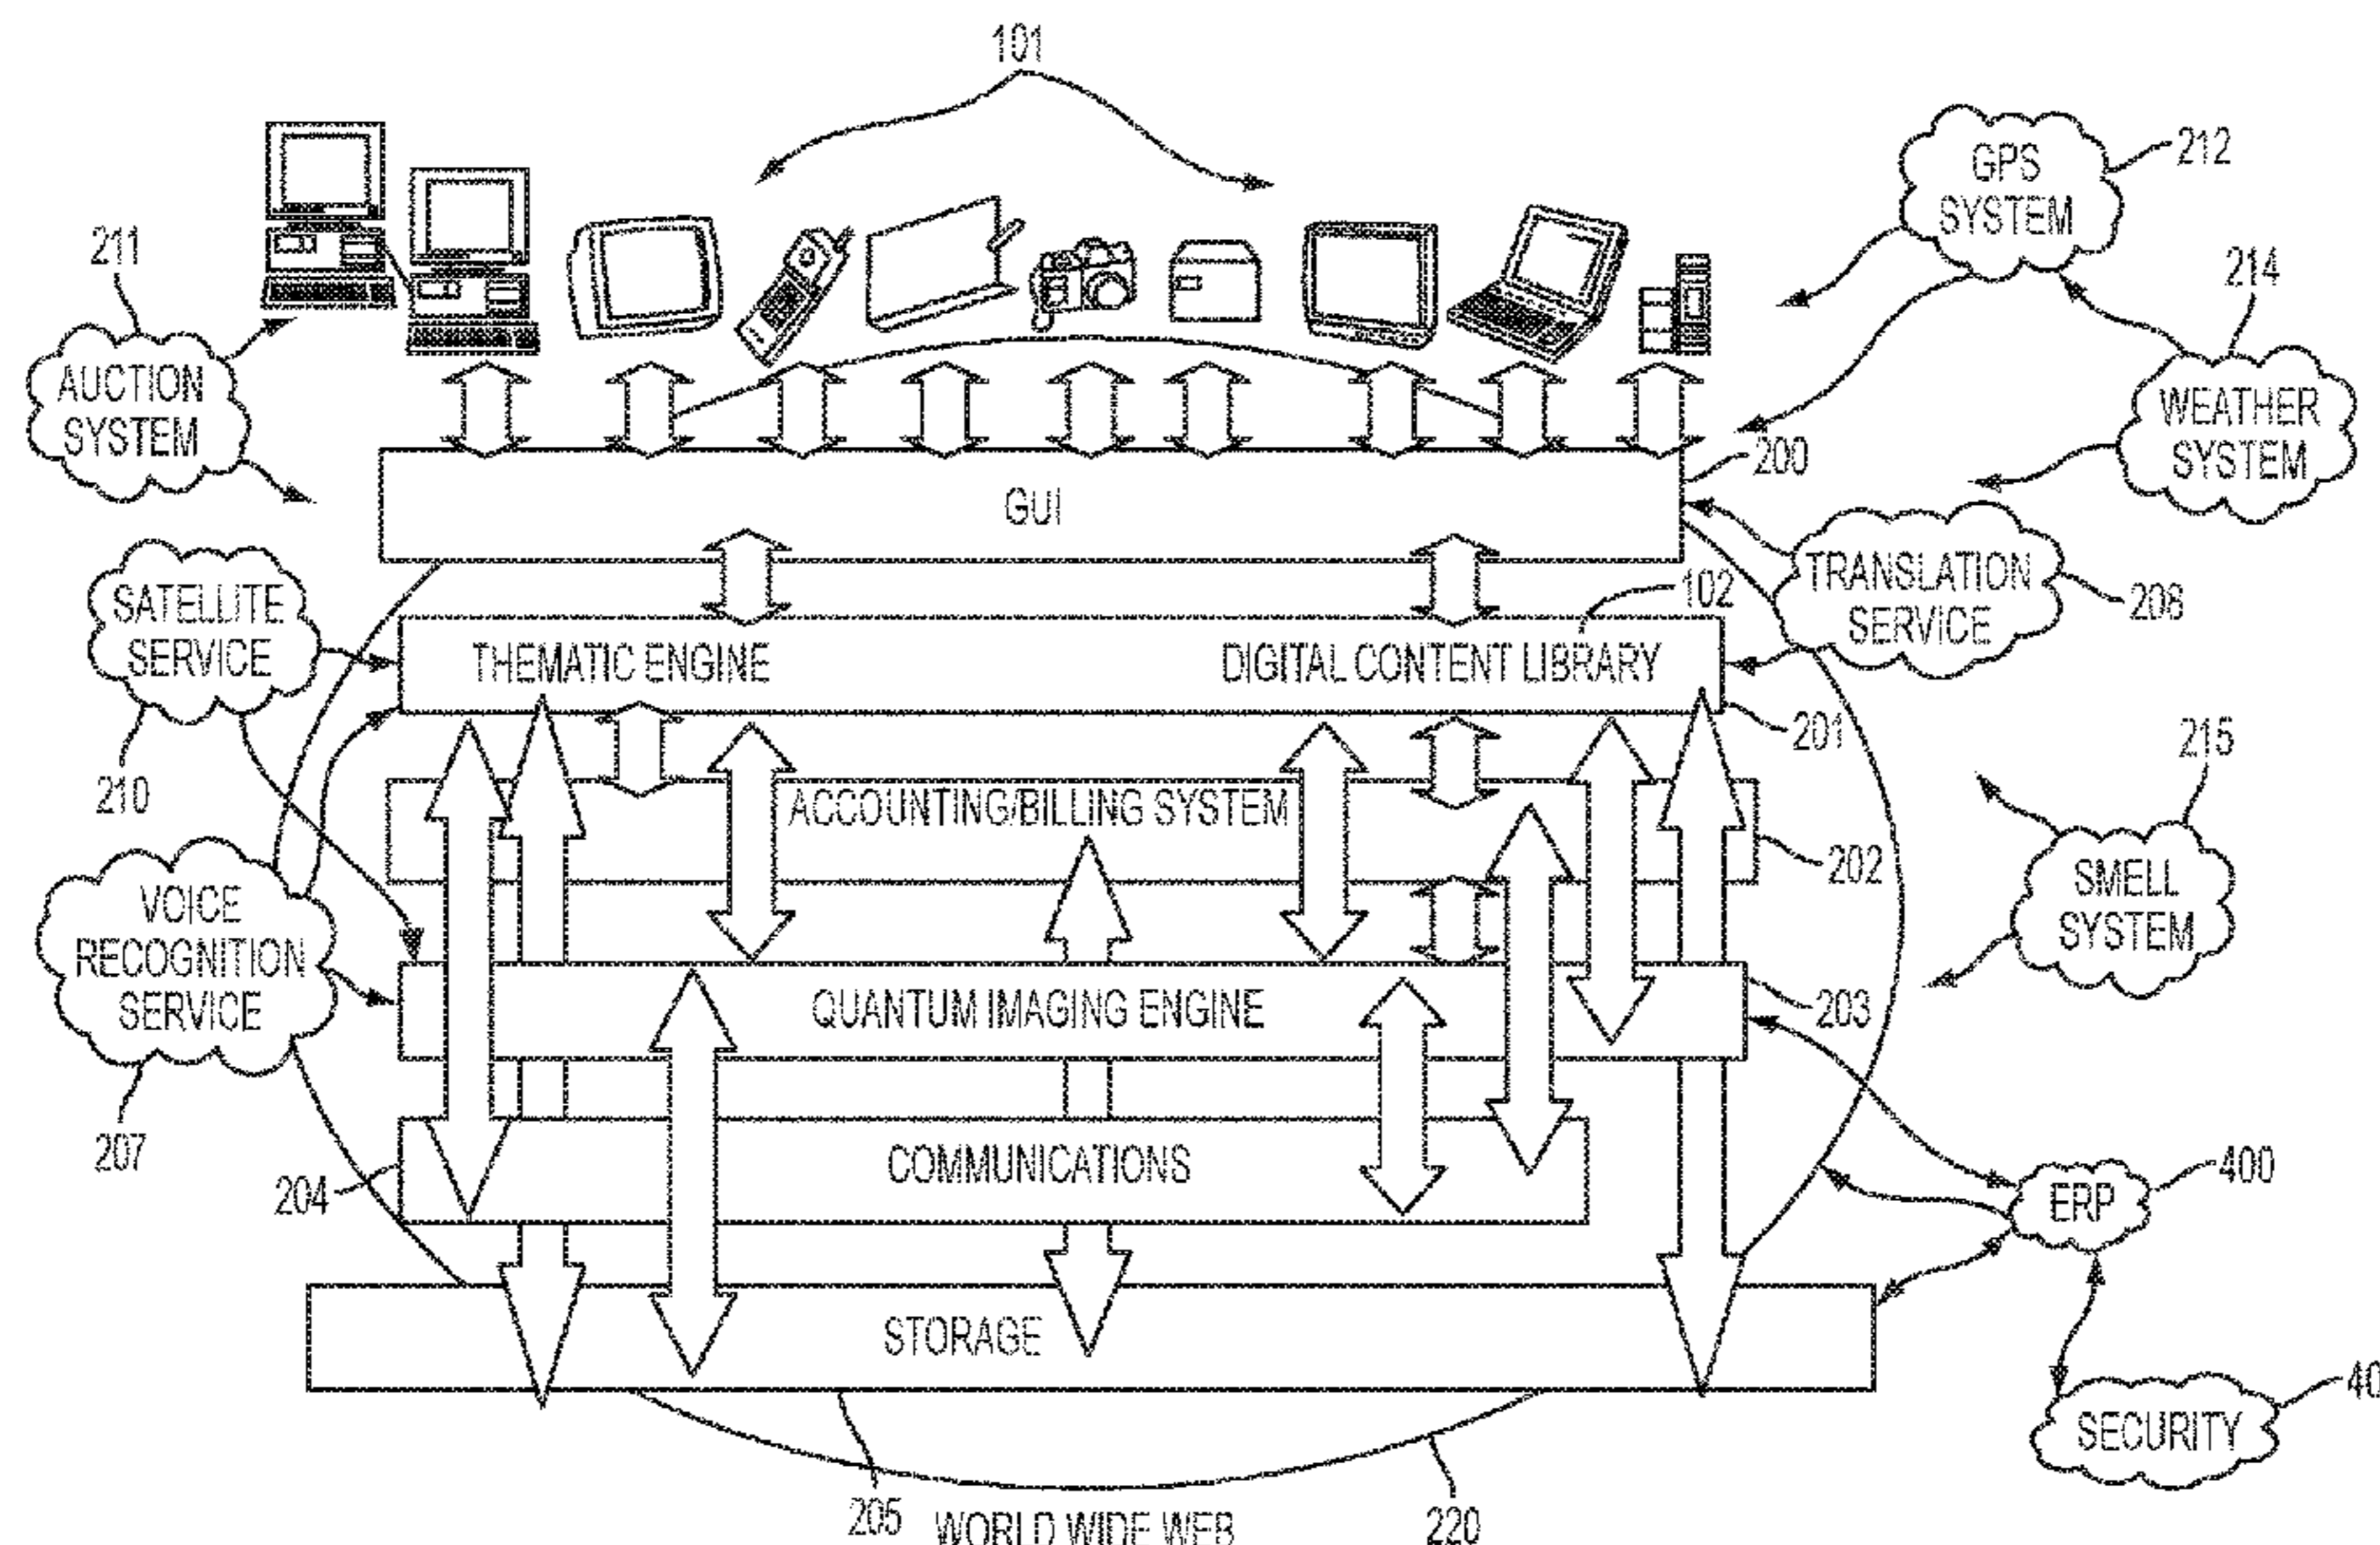 101
GPS
SYSTEM
212
211
214
AUCTION
SYSTEM
WEATHER
SYSTEM
200
GUI
SATELLITE
SERVICE
102
TRANSLATION
SERVICE
208
THEMATIC ENGINE
DIGITAL CONTENT LIBRARY
201
215
210
ACCOUNTING/BILLING SYSTEM
202
SMELL
SYSTEM
VOICE
RECOGNITION
SERVICE
QUANTUM IMAGING ENGINE
203
207
COMMUNICATIONS
204
ERP
400
STORAGE
SECURITY
205
WORLD WIDE WEB
220